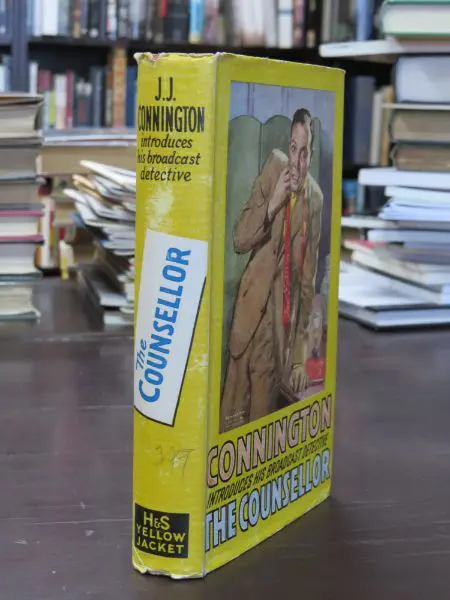 J.J.
CONNINGTON
introduces
his broadcast
detective
The
COUNSELLOR
H&S
YELLOW
JACKET
CONNINGTON
INTRODUCES HIS BROADCAST DETECTIVE
THE COUNSELLOR